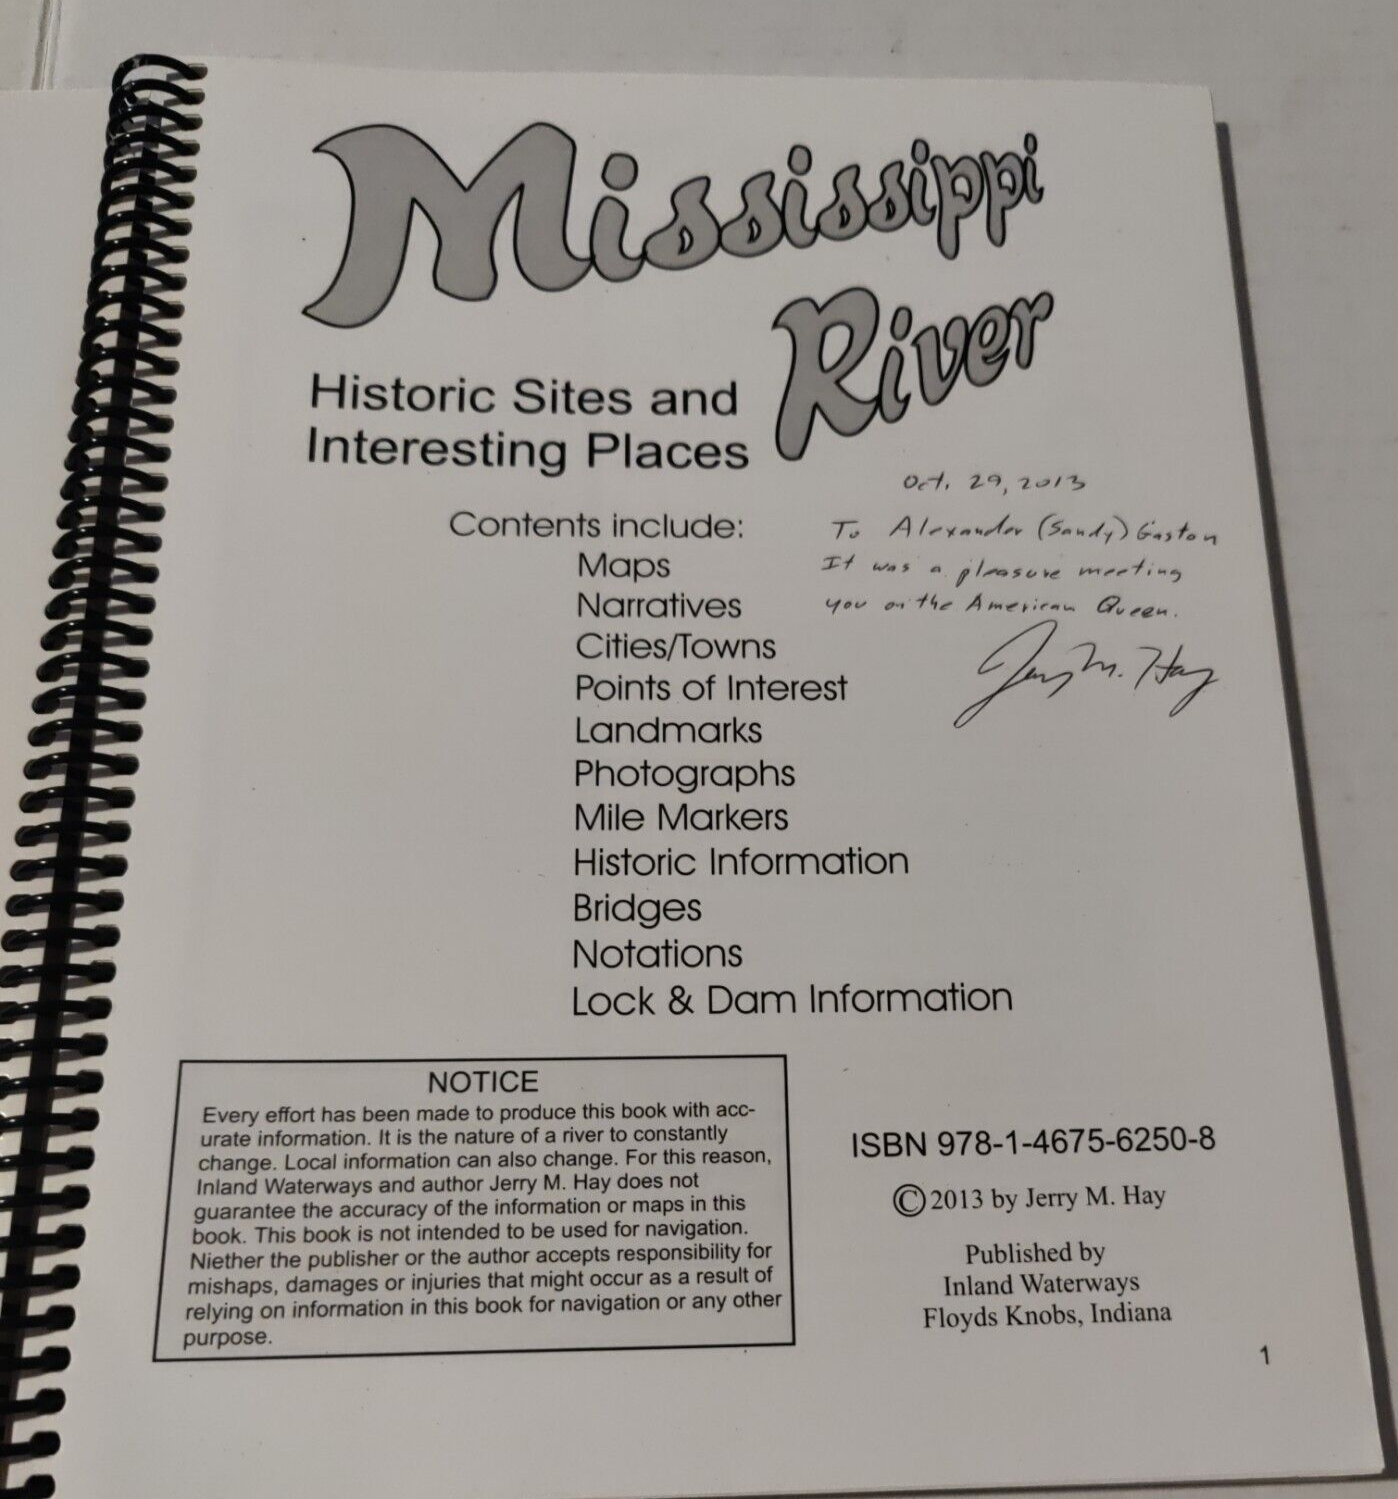 Mississippi
River
Historic Sites and
Interesting Places
Oct. 29, 2013
To Alexander (Sandy) Gaston
It was a pleasure meeting
you on the American Queen.
Jerry M. Hay
Contents include:
Maps
Narratives
Cities/Towns
Points of Interest
Landmarks
Photographs
Mile Markers
Historic Information
Bridges
Notations
Lock & Dam Information
NOTICE
Every effort has been made to produce this book with acc-
urate information. It is the nature of a river to constantly
change. Local information can also change. For this reason,
Inland Waterways and author Jerry M. Hay does not
guarantee the accuracy of the information or maps in this
book. This book is not intended to be used for navigation.
Niether the publisher or the author accepts responsibility for
mishaps, damages or injuries that might occur as a result of
relying on information in this book for navigation or any other
purpose.
ISBN 978-1-4675-6250-8
©2013 by Jerry M. Hay
Published by
Inland Waterways
Floyds Knobs, Indiana
1